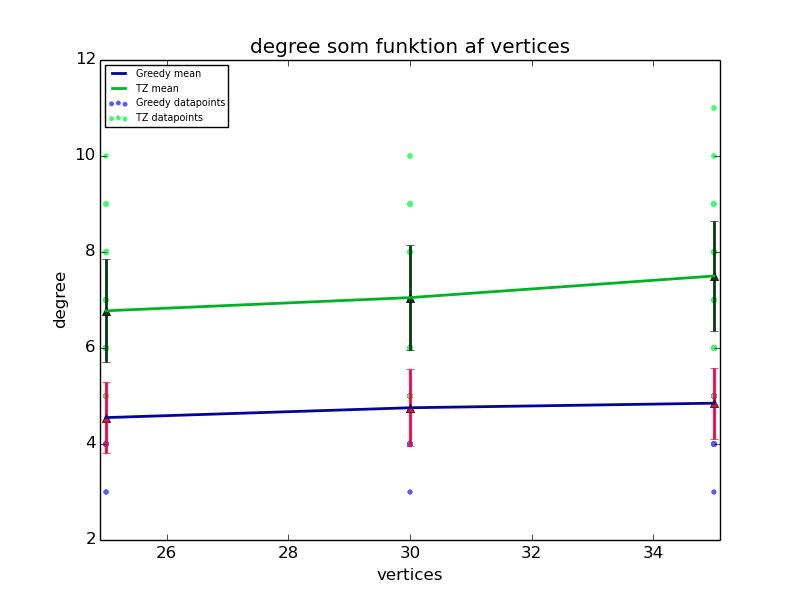 degree som funktion af vertices
Greedy mean
TZ mean
Greedy datapoints
TZ datapoints
12
10
8
6
4
2
degree
26
28
30
32
34
vertices